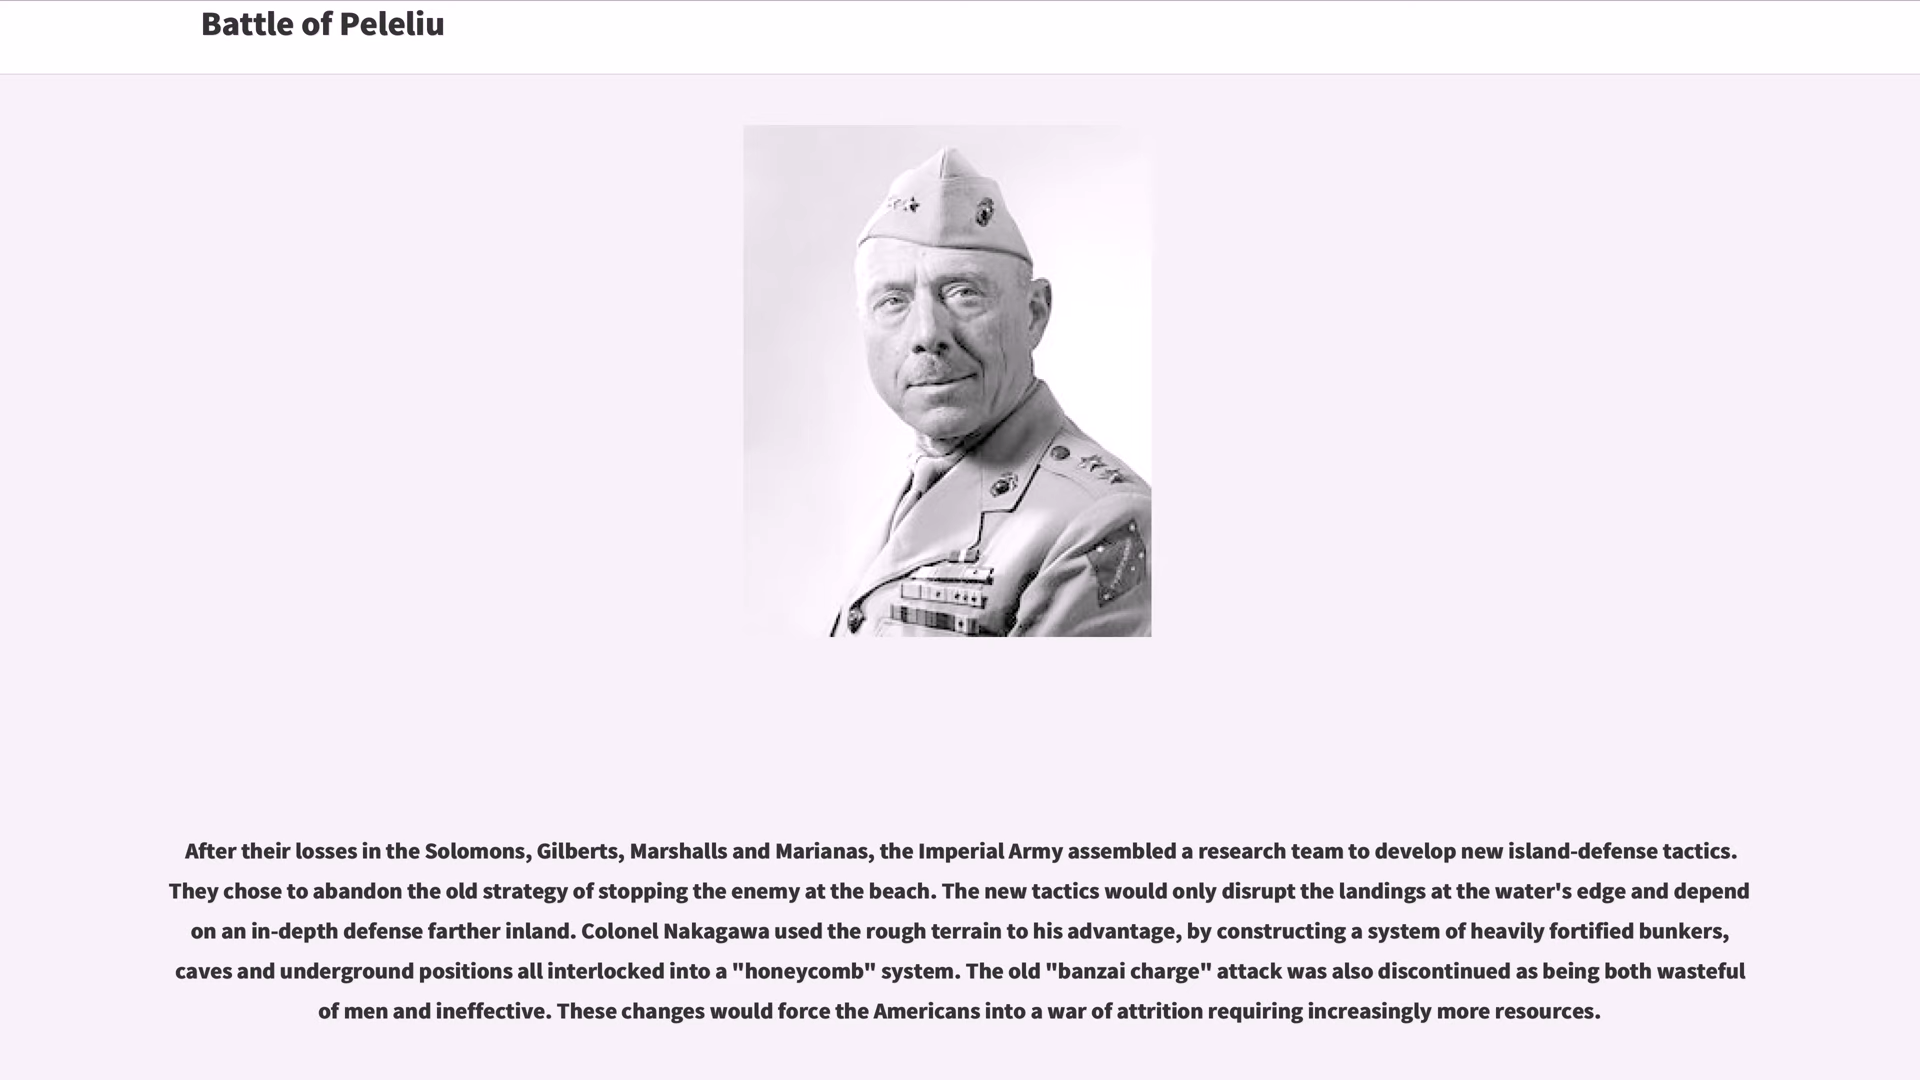 Battle of Peleliu
After their losses in the Solomons, Gilberts, Marshalls and Marianas, the Imperial Army assembled a research team to develop new island-defense tactics.
They chose to abandon the old strategy of stopping the enemy at the beach. The new tactics would only disrupt the landings at the water's edge and depend
on an in-depth defense farther inland. Colonel Nakagawa used the rough terrain to his advantage, by constructing a system of heavily fortified bunkers,
caves and underground positions all interlocked into a "honeycomb" system. The old "banzai charge" attack was also discontinued as being both wasteful
of men and ineffective. These changes would force the Americans into a war of attrition requiring increasingly more resources.